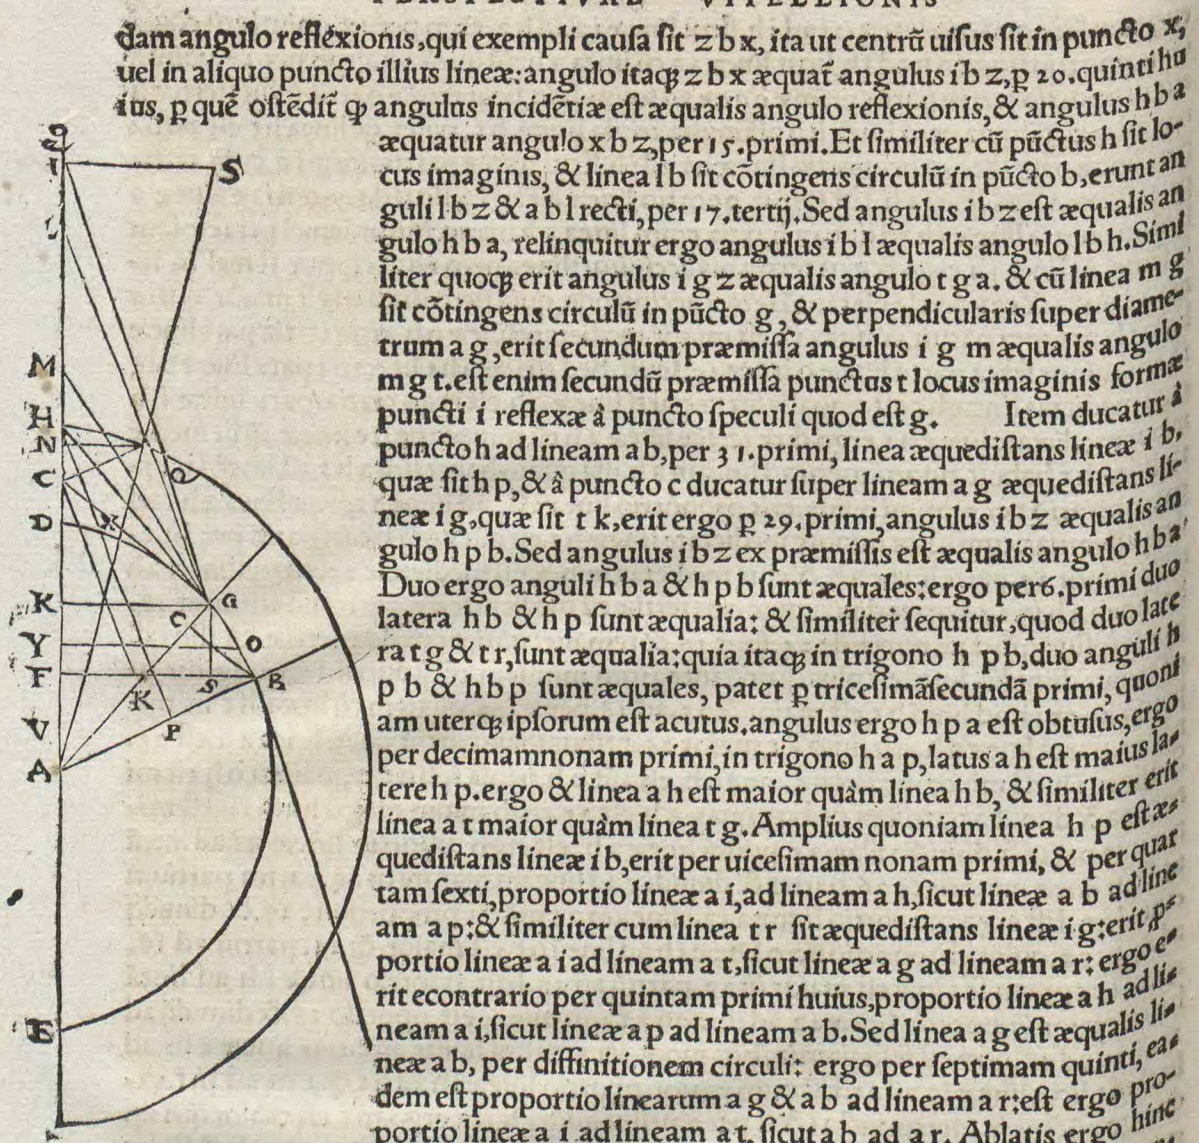 PERSPECTIVAE VITELLIONIS
dam angulo refléxionis, qui exempli cauſa ſit z b x, ita ut centrũ uiſus ſit in puncto x,
uel in aliquo puncto illius lineæ: angulo itaq; z b x æquat̃ angulus i b z, ꝑ 20. quinti hu
ius, ꝑ quẽ oſtẽdit̃ ꝙ angulus incidẽtiæ eſt æqualis angulo reflexionis, & angulus h b a
æquatur angulo x b z, per 15. primi. Et ſimiliter cũ pũctus h ſit lo-
cus imaginis, & linea l b ſit cõtingens circulũ in pũcto b, erunt an
guli l b z & a b l recti, per 17. tertij. Sed angulus i b z eſt æqualis an
gulo h b a, relinquitur ergo angulus i b l æqualis angulo l b h. Simi
liter quoq; erit angulus i g z æqualis angulo t g a. & cũ linea m g
ſit cõtingens circulũ in pũcto g, & perpendicularis ſuper diame-
trum a g, erit ſecundum præmiſſa angulus i g m æqualis angulo
m g t. eſt enim ſecundũ præmiſſa punctus t locus imaginis formæ
puncti i reflexæ à puncto ſpeculi quod eſt g. Item ducatur à
puncto h ad lineam a b, per 31. primi, linea æquediſtans lineæ i b,
quæ ſit h p, & à puncto c ducatur ſuper lineam a g æquediſtans li-
neæ i g, quæ ſit t k, erit ergo ꝑ 29. primi, angulus i b z æqualis an
gulo h p b. Sed angulus i b z ex præmiſſis eſt æqualis angulo h b a
Duo ergo anguli h b a & h p b ſunt æquales: ergo per 6. primi duo
latera h b & h p ſunt æqualia: & ſimiliter ſequitur, quod duo late
ra t g & t r, ſunt æqualia: quia itaq; in trigono h p b, duo anguli h
p b & h b p ſunt æquales, patet ꝑ triceſimãſecundã primi, quoni
am uterq; ipſorum eſt acutus, angulus ergo h p a eſt obtuſus, ergo
per decimamnonam primi, in trigono h a p, latus a h eſt maius la-
tere h p. ergo & linea a h eſt maior quàm linea h b, & ſimiliter erit
linea a t maior quàm linea t g. Amplius quoniam linea h p eſt æ-
quediſtans lineæ i b, erit per uiceſimam nonam primi, & per quar
tam ſexti, proportio lineæ a i, ad lineam a h, ſicut lineæ a b ad line
am a p: & ſimiliter cum linea t r ſit æquediſtans lineæ i g: erit ꝓ-
portio lineæ a i ad lineam a t, ſicut lineæ a g ad lineam a r: ergo e-
rit econtrario per quintam primi huius, proportio lineæ a h ad li-
neam a i, ſicut lineæ a p ad lineam a b. Sed linea a g eſt æqualis li-
neæ a b, per diffinitionem circuli: ergo per ſeptimam quinti, ea-
dem eſt proportio linearum a g & a b ad lineam a r: eſt ergo pro-
portio lineæ a i ad lineam a t, ſicut a b ad a r. Ablatis ergo hinc
I
S
L
M
H
N
C
Q
D
X
K
G
C
Y
O
F
K
S
B
V
P
A
E